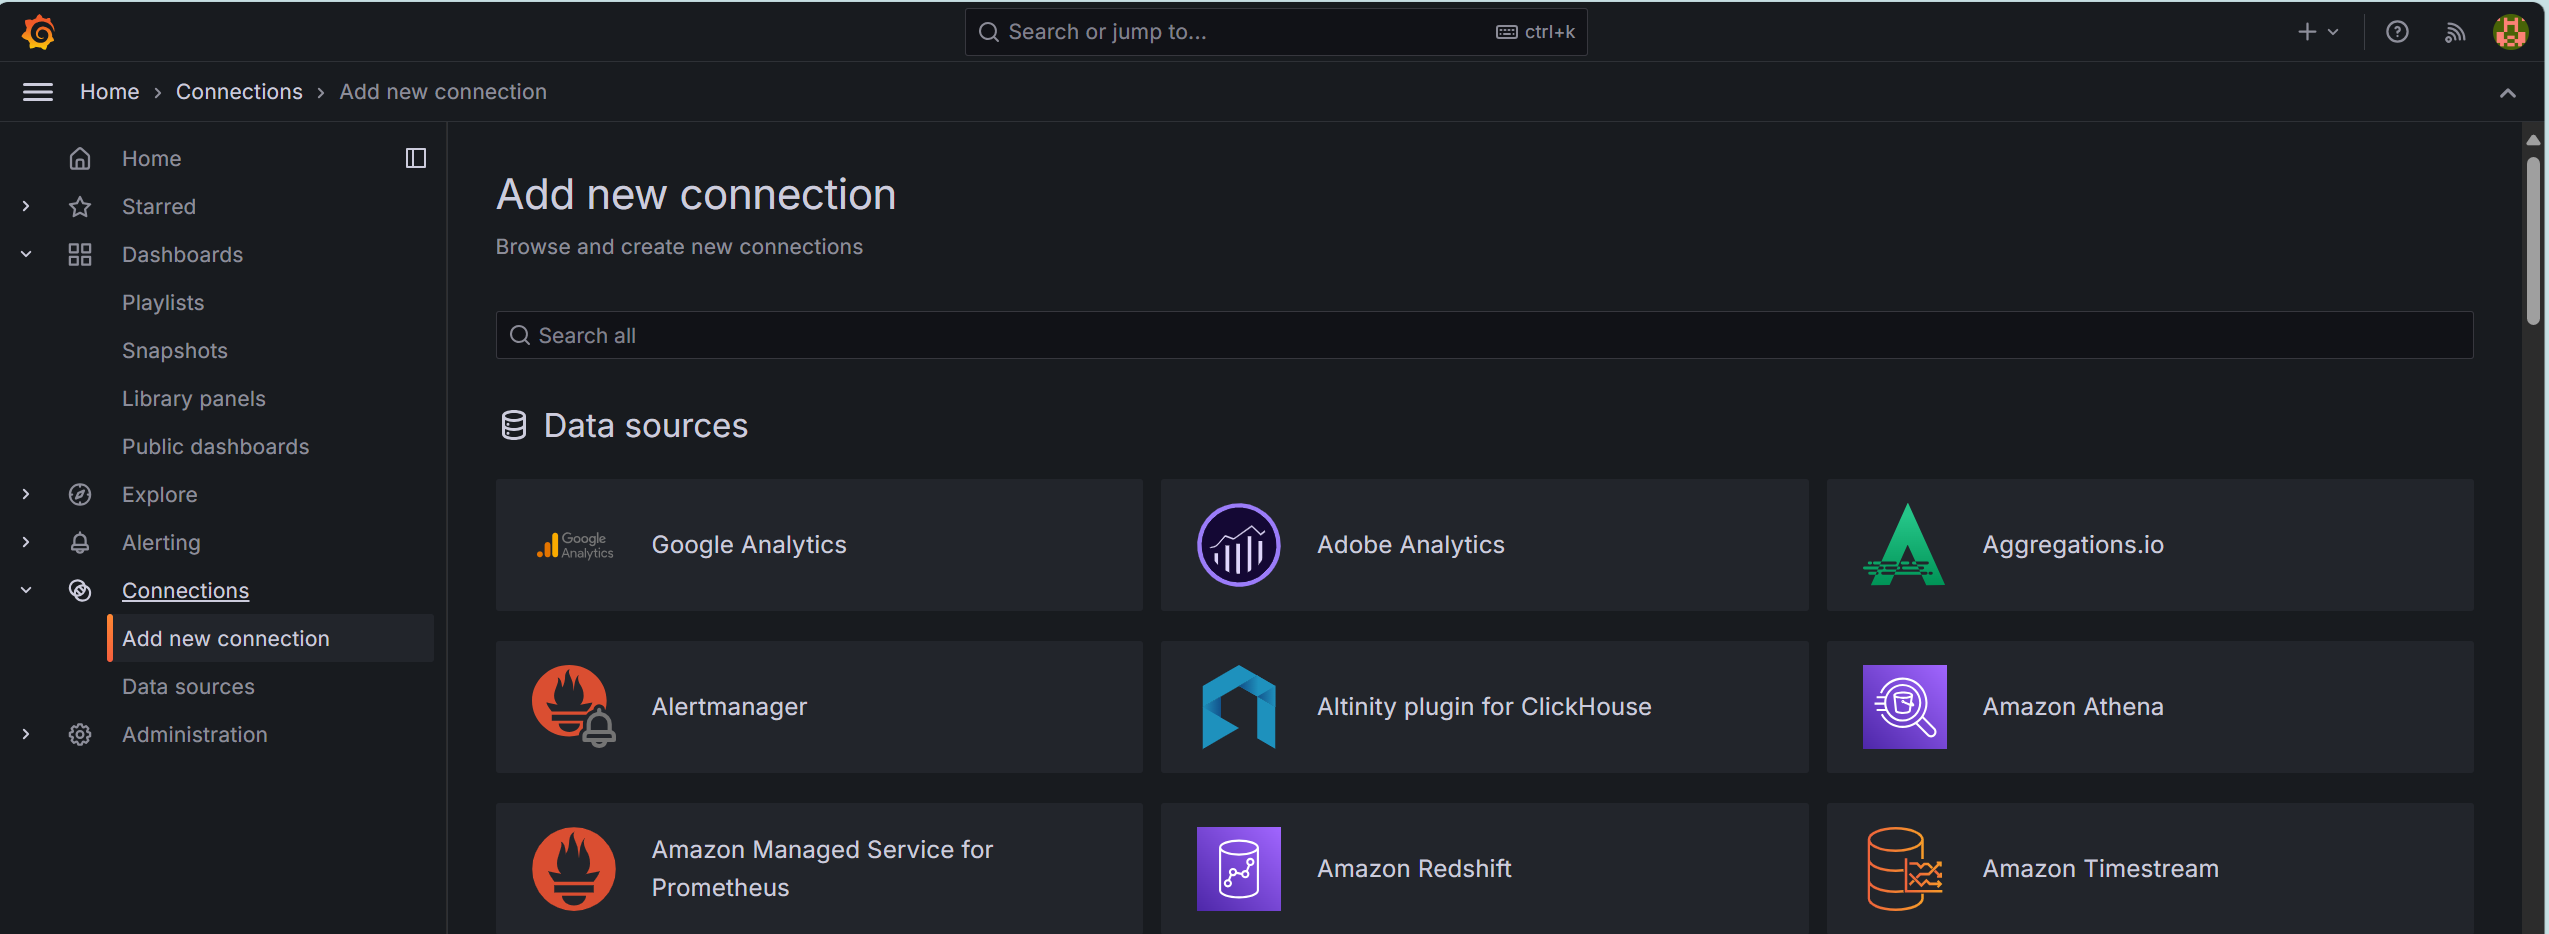 Search or jump to...
ctrl+k
Home
Connections
Add new connection
Home
Starred
Dashboards
Playlists
Snapshots
Library panels
Public dashboards
Explore
Alerting
Connections
Add new connection
Data sources
Administration
Add new connection
Browse and create new connections
Search all
Data sources
Google
Analytics
Google Analytics
Adobe Analytics
Aggregations.io
Alertmanager
Altinity plugin for ClickHouse
Amazon Athena
Amazon Managed Service for
Prometheus
Amazon Redshift
Amazon Timestream